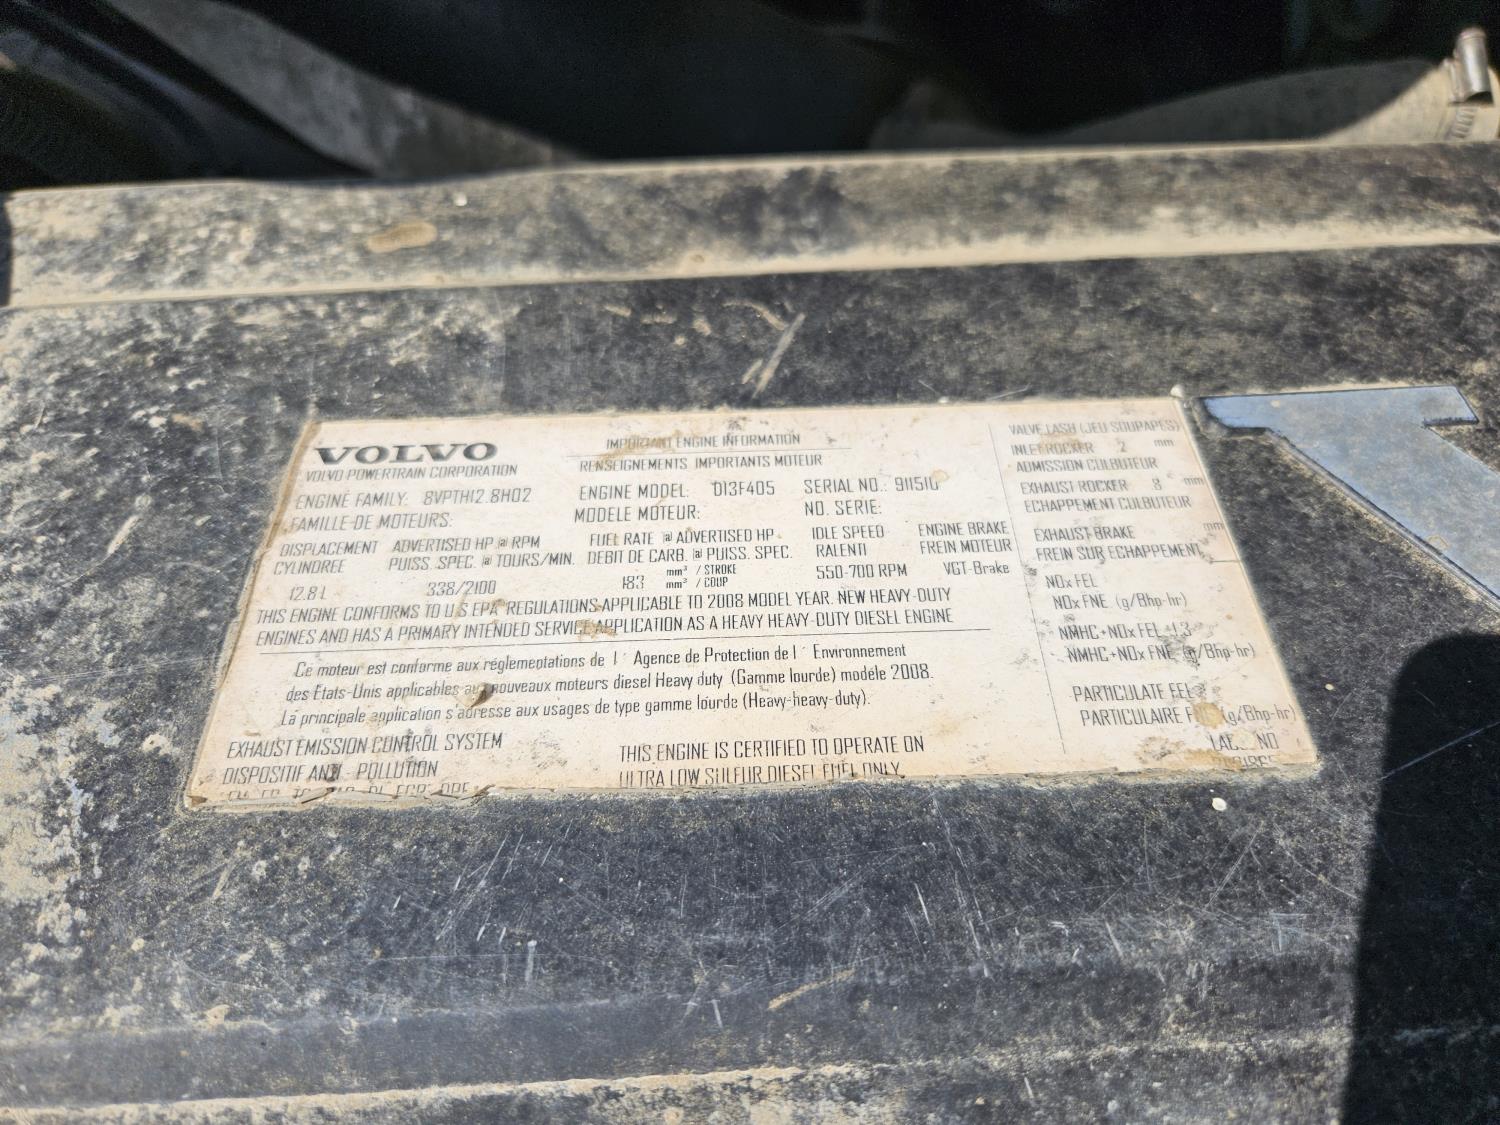 VOLVO
VOLVO POWERTRAIN CORPORATION
ENGINE FAMILY: 8VPTH12.8H02
FAMILLE DE MOTEURS:
IMPORTANT ENGINE INFORMATION
RENSEIGNEMENTS IMPORTANTS MOTEUR
ENGINE MODEL: D13F405 SERIAL NO.:
MODELE MOTEUR: NO. SERIE:
DISPLACEMENT ADVERTISED HP @ RPM FUEL RATE @ ADVERTISED HP IDLE SPEED ENGINE BRAKE
CYLINDREE PUISS. SPEC. @ TOURS/MIN. DEBIT DE CARB. @ PUISS. SPEC. RALENTI FREIN MOTEUR
12.8 L 338/2100 183 mm³ / STROKE 550-700 RPM VGT-Brake
mm³ / COUP
THIS ENGINE CONFORMS TO U.S EPA REGULATIONS APPLICABLE TO 2008 MODEL YEAR. NEW HEAVY-DUTY
ENGINES AND HAS A PRIMARY INTENDED SERVICE APPLICATION AS A HEAVY HEAVY-DUTY DIESEL ENGINE
Ce moteur est conforme aux réglementations de l ' Agence de Protection de l ' Environnement
des Etats-Unis applicables aux nouveaux moteurs diesel Heavy duty (Gamme lourde) modéle 2008.
La principale application s'adresse aux usages de type gamme lourde (Heavy-heavy-duty).
EXHAUST EMISSION CONTROL SYSTEM
DISPOSITIF ANTI - POLLUTION
THIS ENGINE IS CERTIFIED TO OPERATE ON
ULTRA LOW SULFUR DIESEL FUEL ONLY
VALVE LASH (JEU SOUPAPES)
INLET ROCKER 2 mm
ADMISSION CULBUTEUR
EXHAUST ROCKER 8 mm
ECHAPPEMENT CULBUTEUR
EXHAUST BRAKE mm
FREIN SUR ECHAPPEMENT
NOx FEL
NOx FNE (g/Bhp-hr)
NMHC+NOx FEL 1.3
NMHC+NOx FNE (g/Bhp-hr)
PARTICULATE FEL
PARTICULAIRE (g/Bhp-hr)
NO